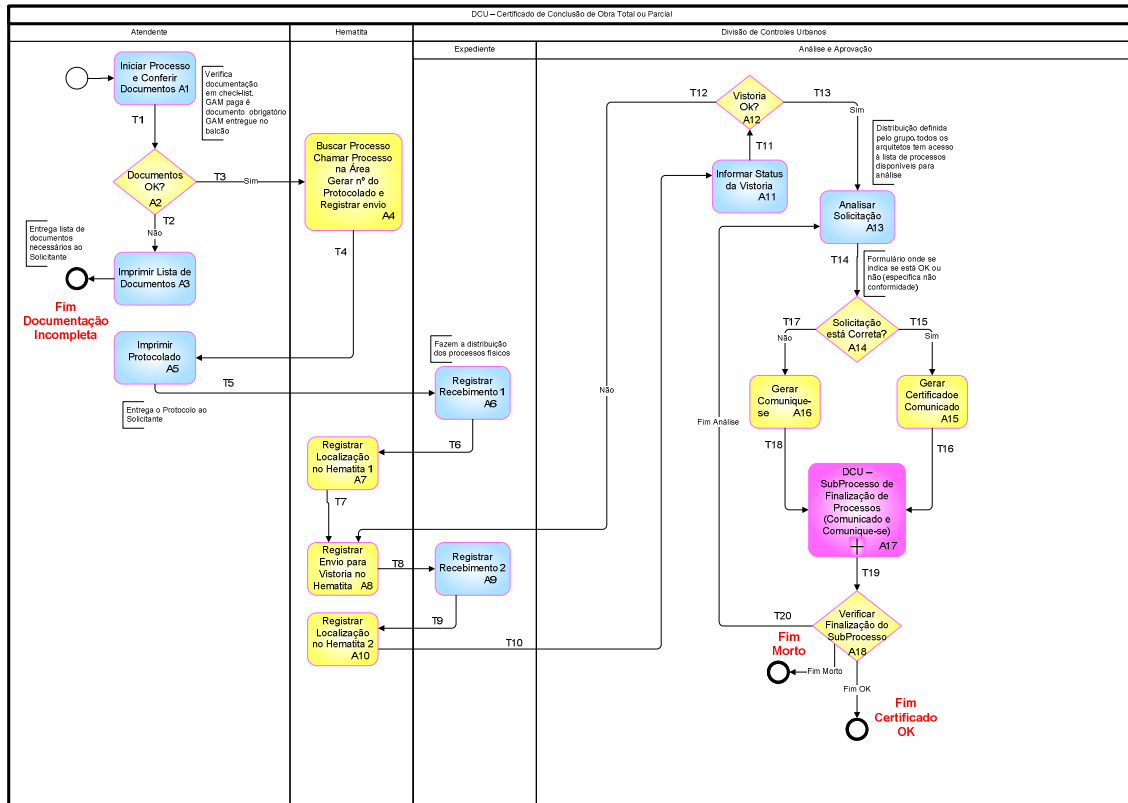 DCU – Certificado de Conclusão de Obra Total ou Parcial
Atendente
Hematita
Divisão de Controles Urbanos
Expediente
Análise e Aprovação
Iniciar Processo
e Conferir
Documentos A1
Verifica
documentação
em check-list.
GAM paga é
documento obrigatório
GAM entregue no
balcão
T1
Documentos
OK?
A2
T3
Sim
T2
Não
Entrega lista de
documentos
necessários ao
Solicitante
Imprimir Lista de
Documentos A3
Fim
Documentação
Incompleta
Buscar Processo
Chamar Processo
na Área
Gerar nº do
Protocolado e
Registrar envio
A4
T4
Imprimir
Protocolado
A5
T5
Entrega o Protocolo ao
Solicitante
Fazem a distribuição
dos processos físicos
Registrar
Recebimento 1
A6
T6
Registrar
Localização
no Hematita 1
A7
T7
Registrar
Envio para
Vistoria no
Hematita A8
T8
Registrar
Recebimento 2
A9
T9
Registrar
Localização
no Hematita 2
A10
T10
Informar Status
da Vistoria
A11
T11
Vistoria
Ok?
A12
T12
Não
T13
Sim
Distribuição definida
pelo grupo, todos os
arquitetos tem acesso
à lista de processos
disponíveis para
análise
Analisar
Solicitação
A13
T14
Formulário onde se
indica se está OK ou
não (especifica não
conformidade)
Solicitação
está Correta?
A14
T17
Não
T15
Sim
Gerar
Comunique-
se A16
Gerar
Certificadoe
Comunicado
A15
T18
T16
DCU –
SubProcesso de
Finalização de
Processos
(Comunicado e
Comunique-se)
A17
T19
Verificar
Finalização do
SubProcesso
A18
T20
Fim Análise
Fim
Morto
Fim Morto
Fim OK
Fim
Certificado
OK